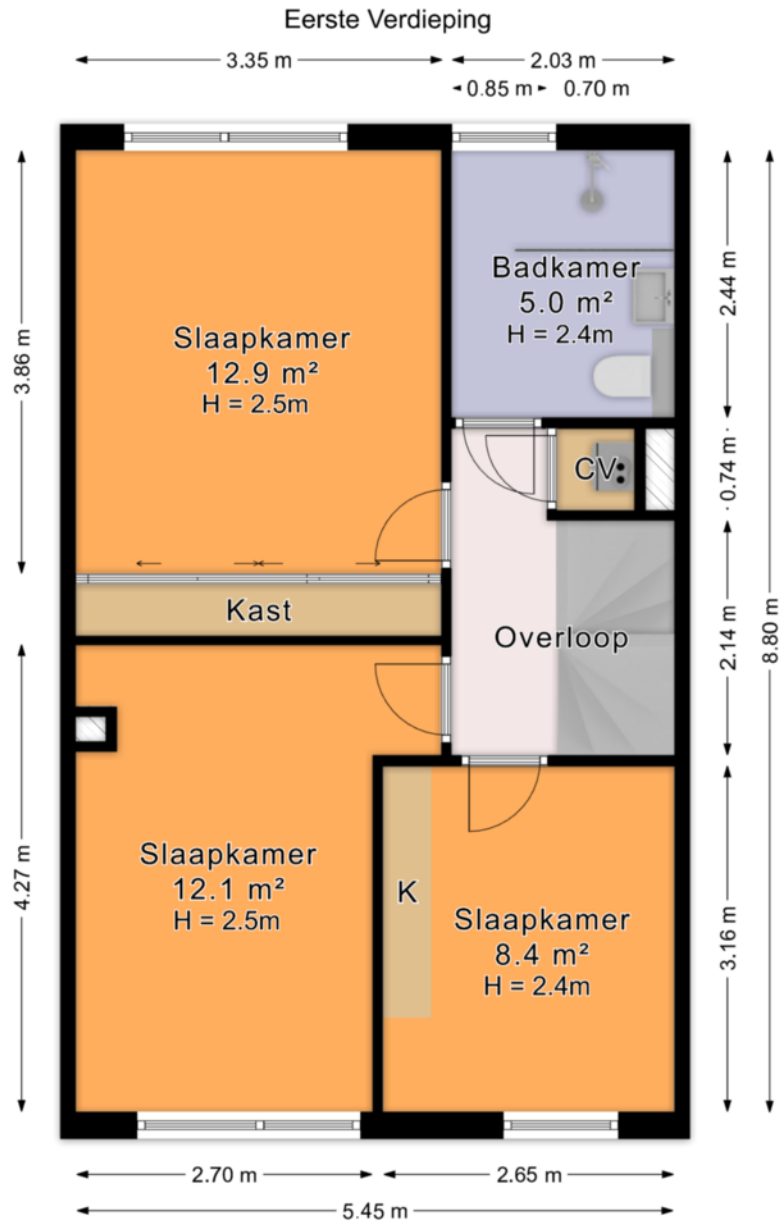 Eerste Verdieping
3.35 m
2.03 m
0.85 m
0.70 m
3.86 m
2.44 m
Badkamer
5.0 m²
H = 2.4m
Slaapkamer
12.9 m²
H = 2.5m
CV
0.74 m
Kast
Overloop
2.14 m
8.80 m
4.27 m
Slaapkamer
12.1 m²
H = 2.5m
K
Slaapkamer
8.4 m²
H = 2.4m
3.16 m
2.70 m
2.65 m
5.45 m